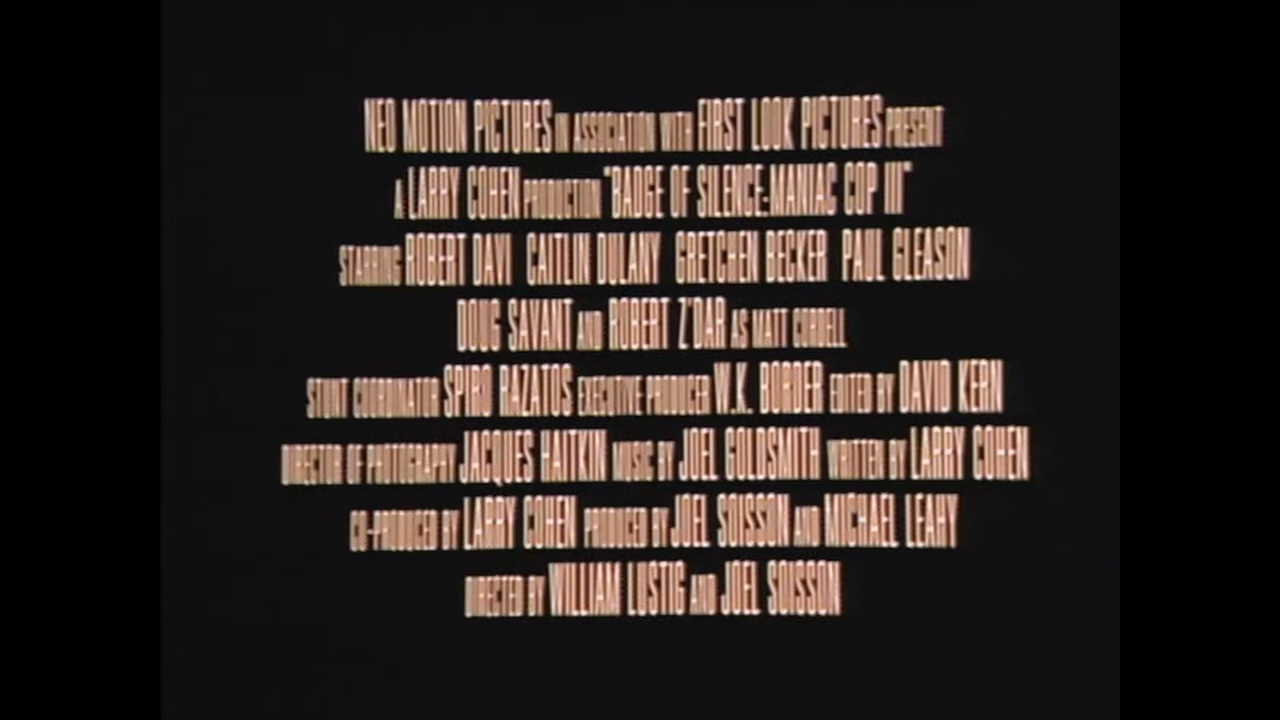 NEO MOTION PICTURES IN ASSOCIATION WITH FIRST LOOK PICTURES PRESENT
A LARRY COHEN PRODUCTION "BADGE OF SILENCE: MANIAC COP III"
STARRING ROBERT DAVI CAITLIN DULANY GRETCHEN BECKER PAUL GLEASON
DOUG SAVANT AND ROBERT Z'DAR AS MATT CORDELL
STUNT COORDINATOR SPIRO RAZATOS EXECUTIVE PRODUCER W.K. BORDER EDITED BY DAVID KERN
DIRECTOR OF PHOTOGRAPHY JACQUES HAITKIN MUSIC BY JOEL GOLDSMITH WRITTEN BY LARRY COHEN
CO-PRODUCED BY LARRY COHEN PRODUCED BY JOEL SOISSON AND MICHAEL LEAHY
DIRECTED BY WILLIAM LUSTIG AND JOEL SOISSON